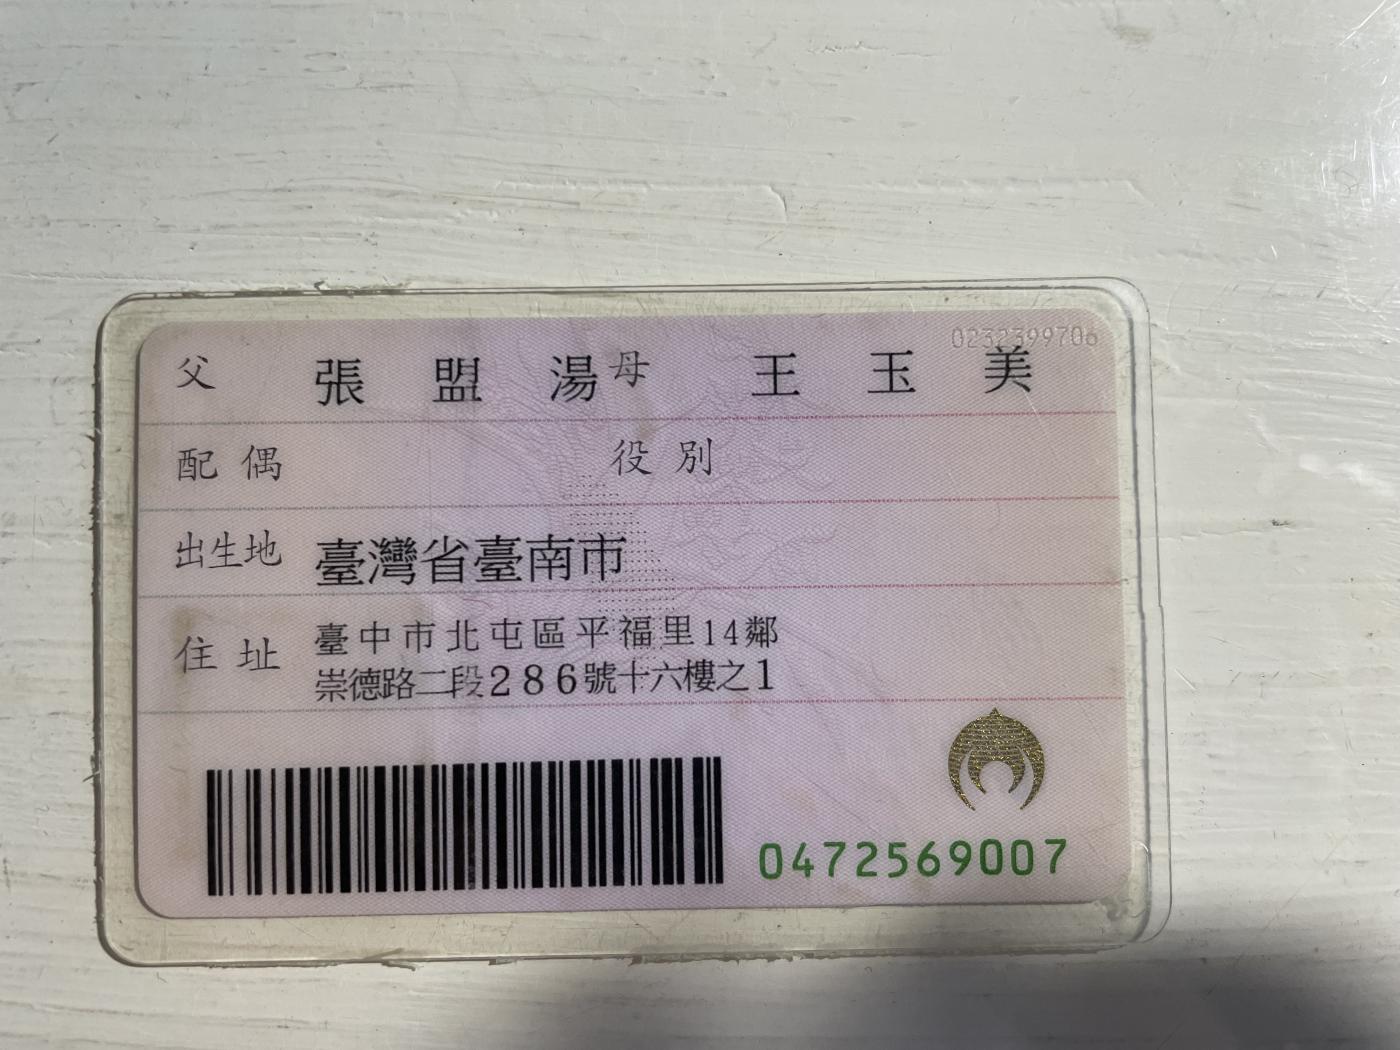 0232399706
父 張盟湯 母 王玉美
配偶 役別
出生地 臺灣省臺南市
住址 臺中市北屯區平福里14鄰
崇德路二段286號十六樓之1
0472569007